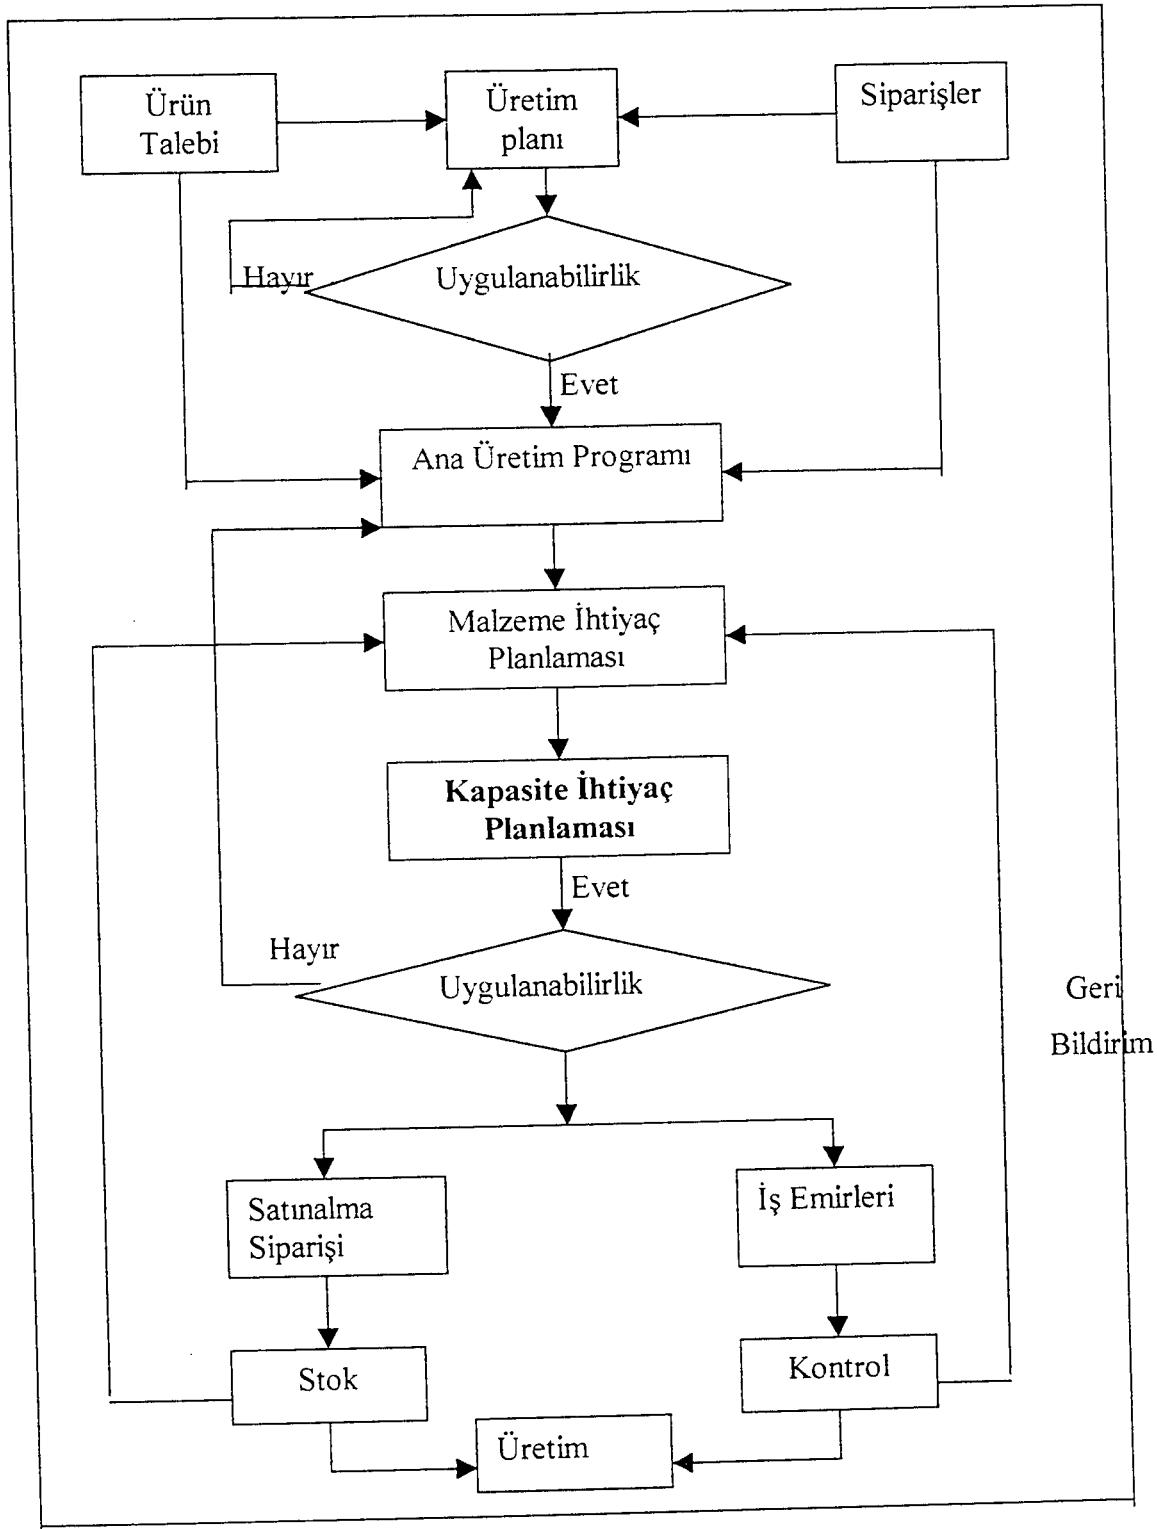 Ürün
Talebi
Üretim
planı
Siparişler
Hayır
Uygulanabilirlik
Evet
Ana Üretim Programı
Malzeme İhtiyaç
Planlaması
Kapasite İhtiyaç
Planlaması
Evet
Hayır
Uygulanabilirlik
Geri
Bildirim
Satınalma
Siparişi
İş Emirleri
Stok
Kontrol
Üretim